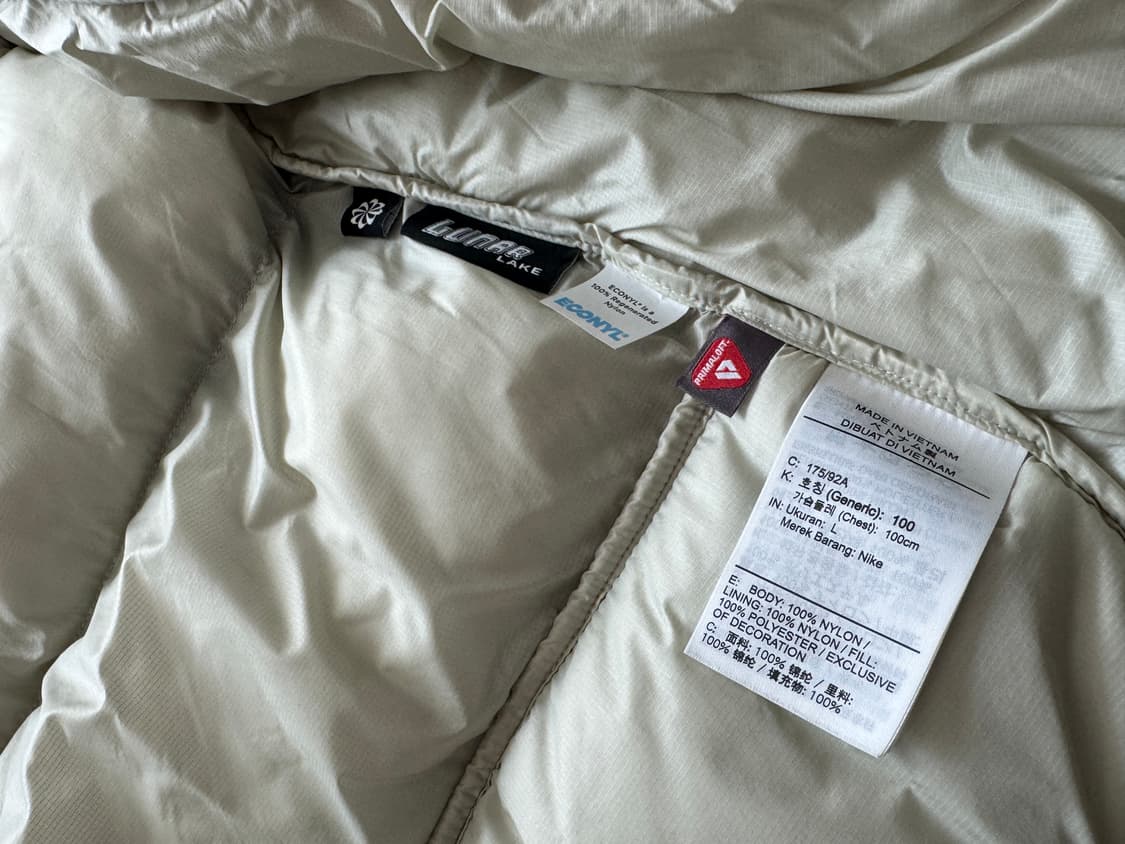 LUNAR
LAKE
ECONYL® is a
100% Regenerated
Nylon
ECONYL®
PRIMALOFT
MADE IN VIETNAM
ベトナム製
DIBUAT DI VIETNAM
C: 175/92A
K: 호칭 (Generic): 100
가슴둘레 (Chest): 100cm
IN: Ukuran: L
Merek Barang: Nike
E: BODY: 100% NYLON /
LINING: 100% NYLON / FILL:
100% POLYESTER / EXCLUSIVE
OF DECORATION
C: 面料: 100% 锦纶 / 里料:
100% 锦纶 / 填充物: 100%